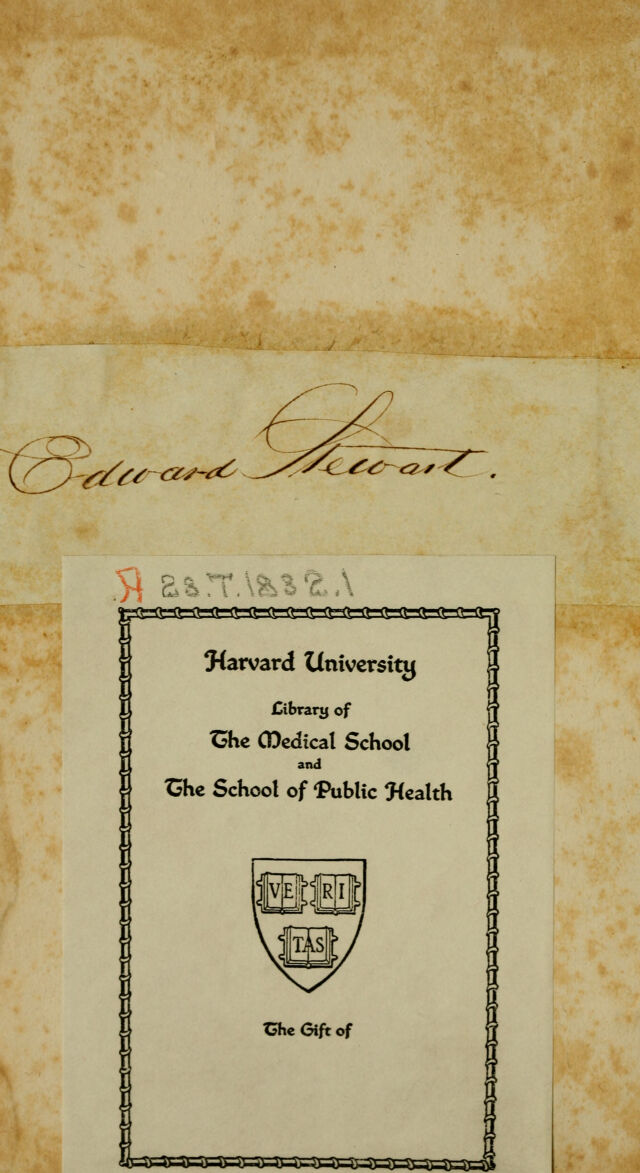 Edward Stewart.
R 23.T.1832.1
Harvard University
Library of
The Medical School
and
The School of Public Health
VE RI
TAS
The Gift of